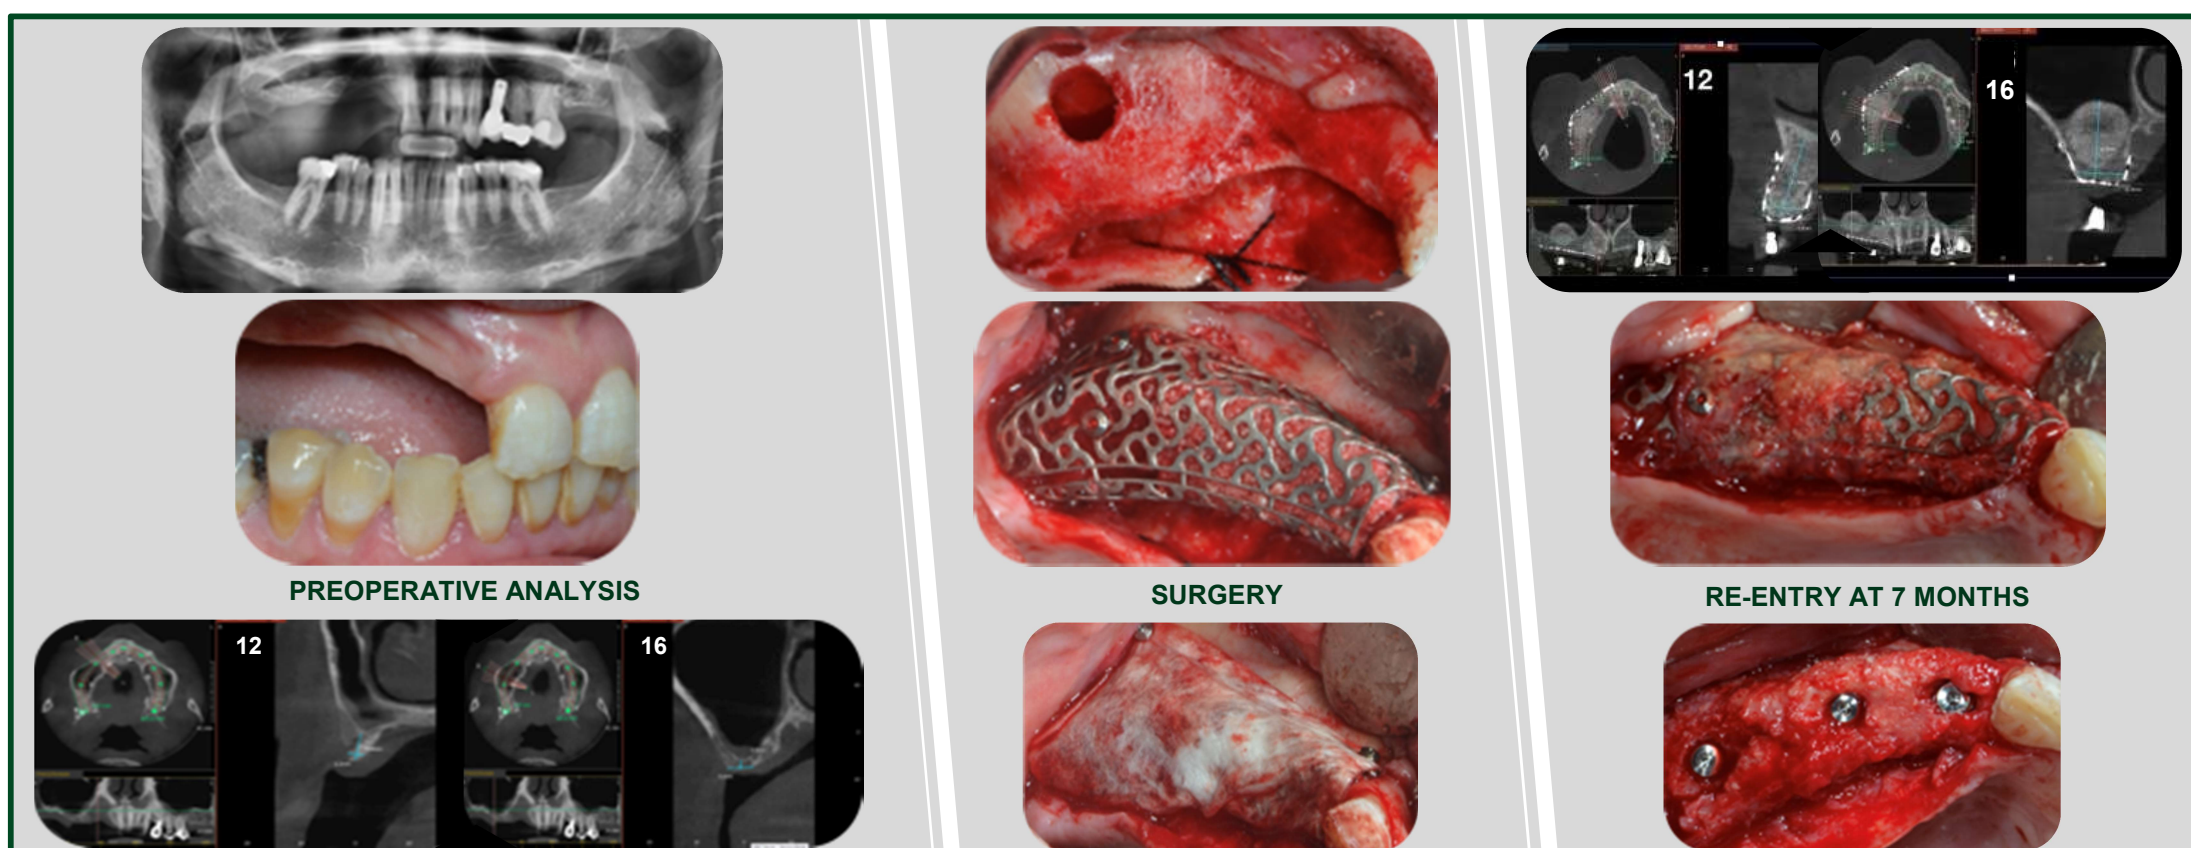 12
16
PREOPERATIVE ANALYSIS
SURGERY
RE-ENTRY AT 7 MONTHS
12
16